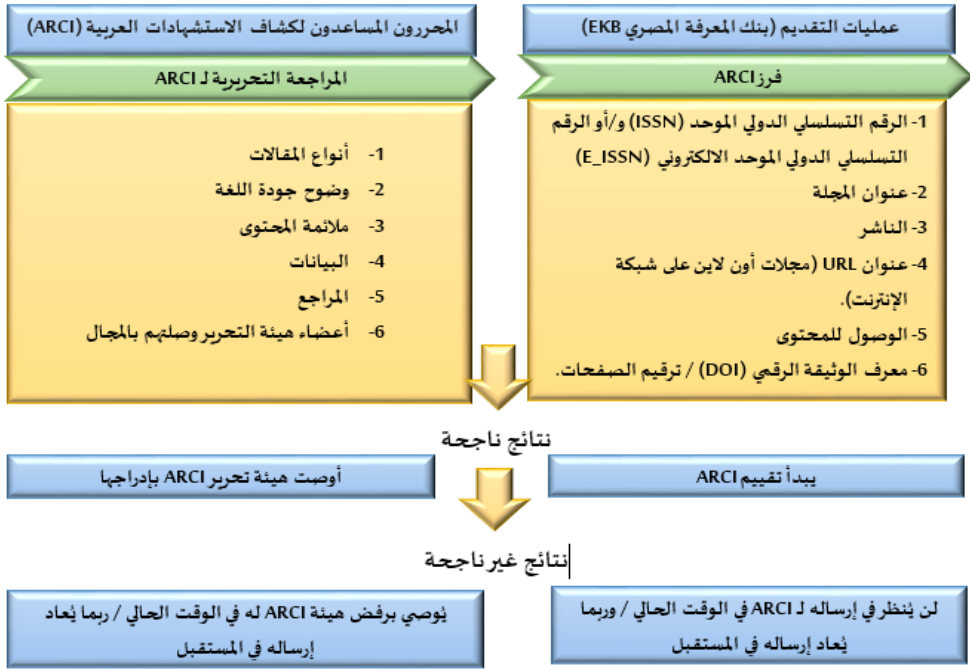 عمليات التقديم (بنك المعرفة المصري EKB)
فرز ARCI
1- الرقم التسلسلي الدولي الموحد (ISSN) و/أو الرقم
التسلسلي الدولي الموحد الالكتروني (E_ISSN)
2- عنوان المجلة
3- الناشر
4- عنوان URL (مجلات أون لاين على شبكة
الإنترنت).
5- الوصول للمحتوى
6- معرف الوثيقة الرقمي (DOI) / ترقيم الصفحات.
المحررون المساعدون لكشاف الاستشهادات العربية (ARCI)
المراجعة التحريرية لـ ARCI
1- أنواع المقالات
2- وضوح جودة اللغة
3- ملائمة المحتوى
4- البيانات
5- المراجع
6- أعضاء هيئة التحرير وصلتهم بالمجال
نتائج ناجحة
يبدأ تقييم ARCI
أوصت هيئة تحرير ARCI بإدراجها
نتائج غير ناجحة
لن يُنظر في إرساله لـ ARCI في الوقت الحالي / وربما
يُعاد إرساله في المستقبل
يُوصي برفض هيئة ARCI له في الوقت الحالي / ربما يُعاد
إرساله في المستقبل